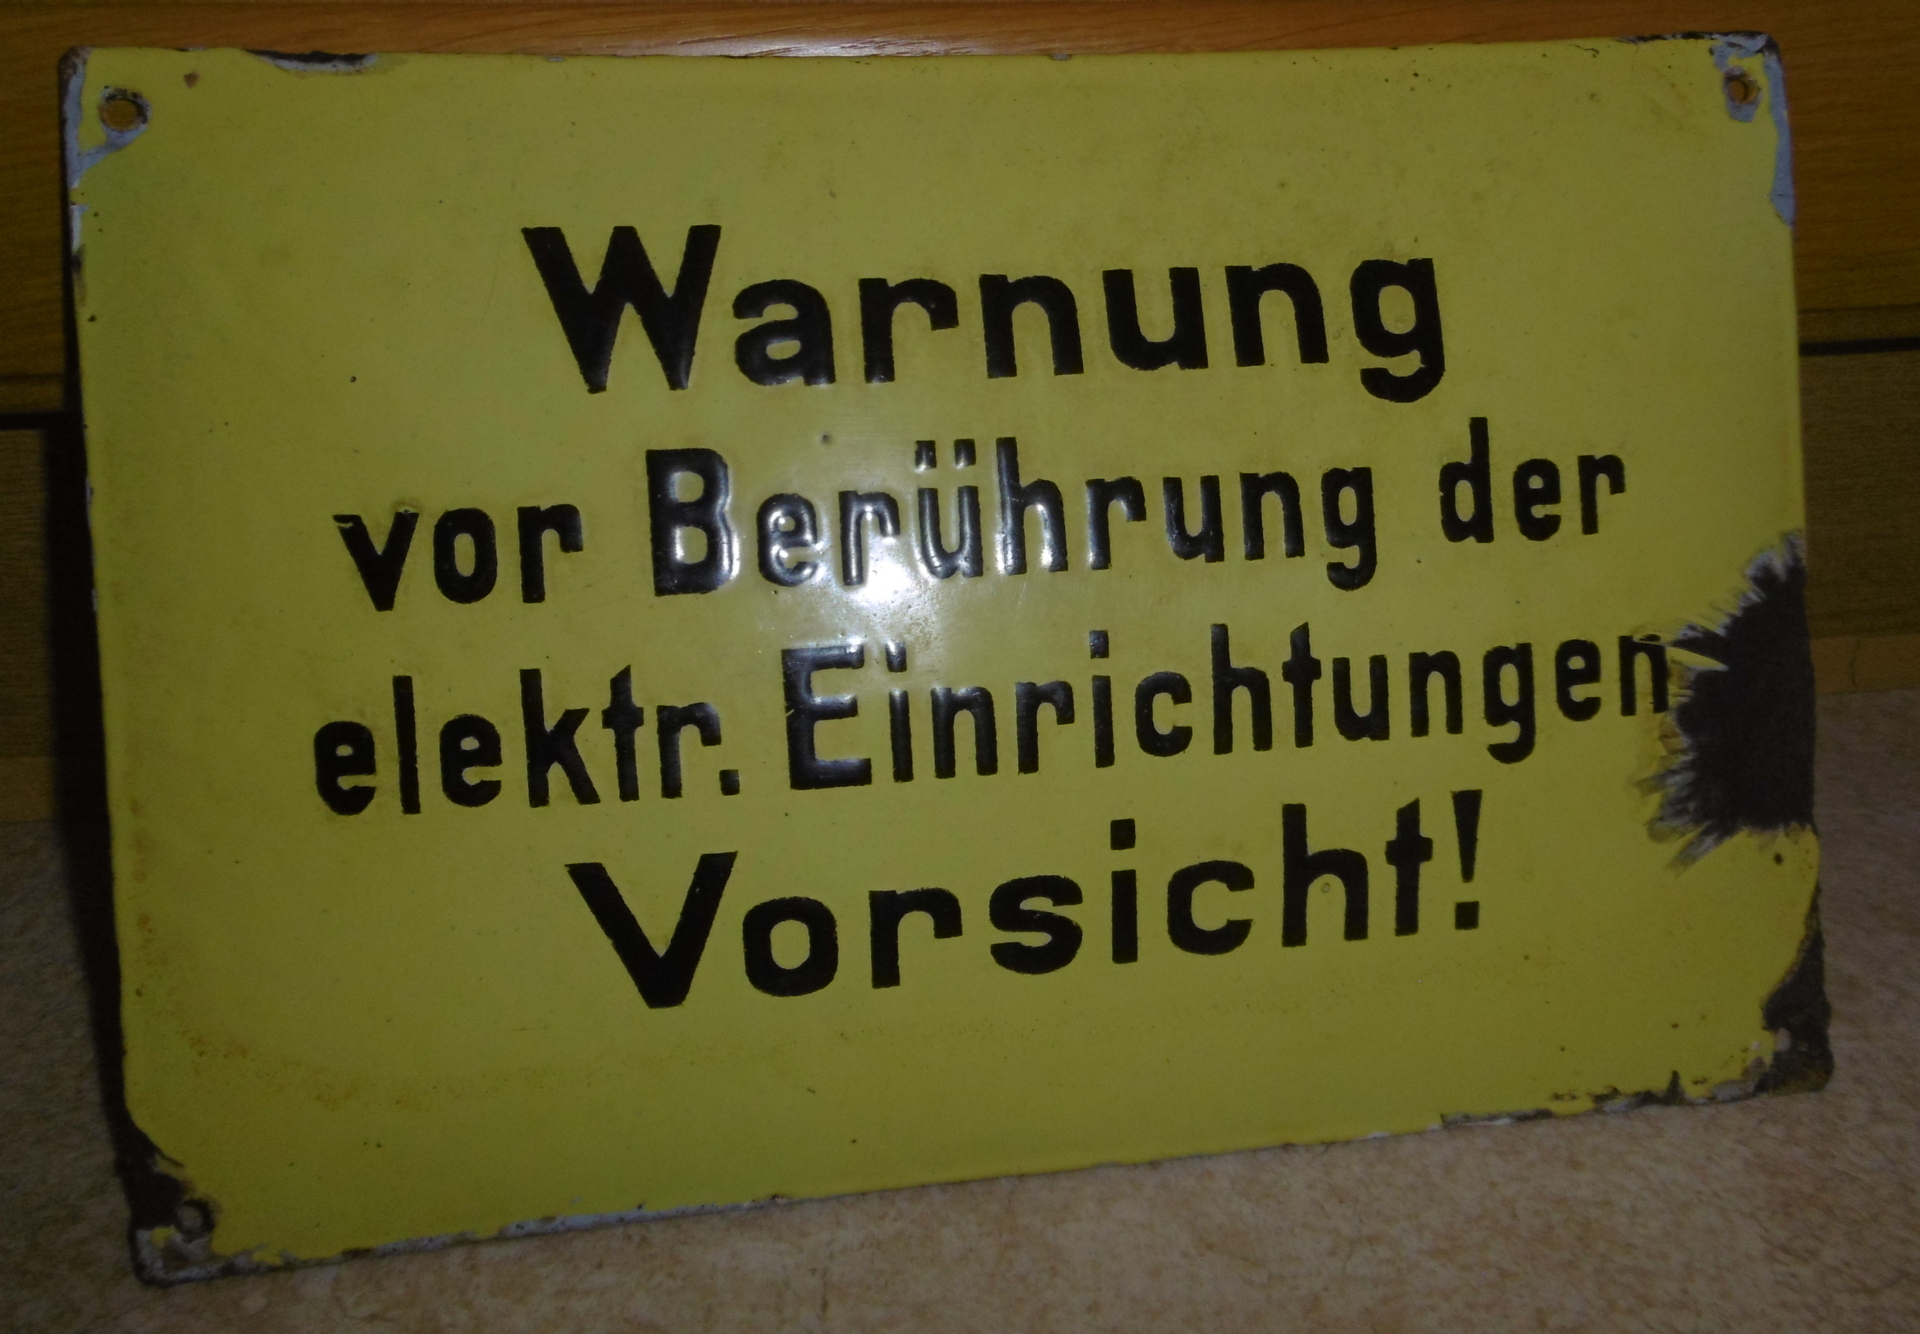 Warnung
vor Berührung der
elektr. Einrichtungen
Vorsicht!